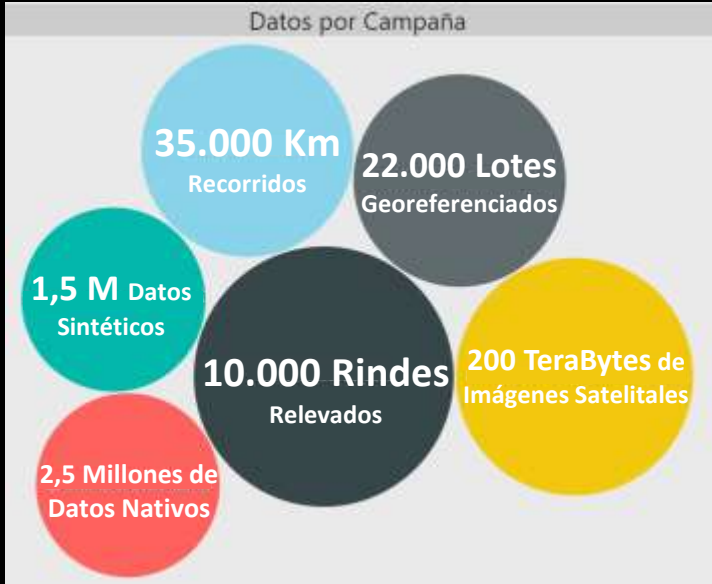 Datos por Campaña
35.000 Km
Recorridos
22.000 Lotes
Georeferenciados
1,5 M Datos
Sintéticos
10.000 Rindes
Relevados
200 TeraBytes de
Imágenes Satelitales
2,5 Millones de
Datos Nativos